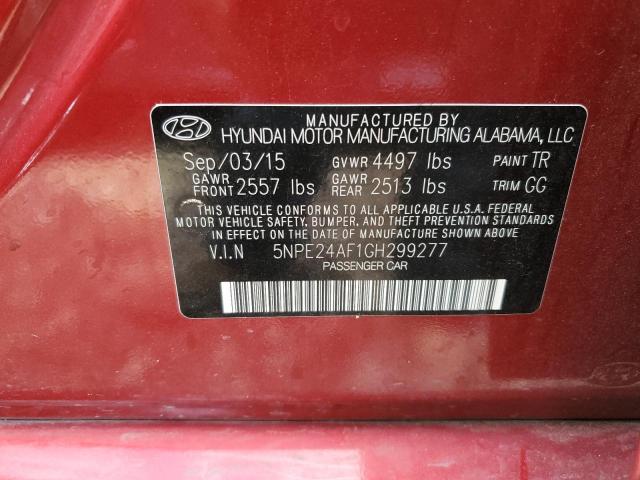 MANUFACTURED BY
HYUNDAI MOTOR MANUFACTURING ALABAMA, LLC
Sep/03/15 GVWR 4497 lbs PAINT TR
GAWR FRONT 2557 lbs GAWR REAR 2513 lbs TRIM GG
THIS VEHICLE CONFORMS TO ALL APPLICABLE U.S.A. FEDERAL
MOTOR VEHICLE SAFETY, BUMPER, AND THEFT PREVENTION STANDARDS
IN EFFECT ON THE DATE OF MANUFACTURE SHOWN ABOVE
V.I.N 5NPE24AF1GH299277
PASSENGER CAR